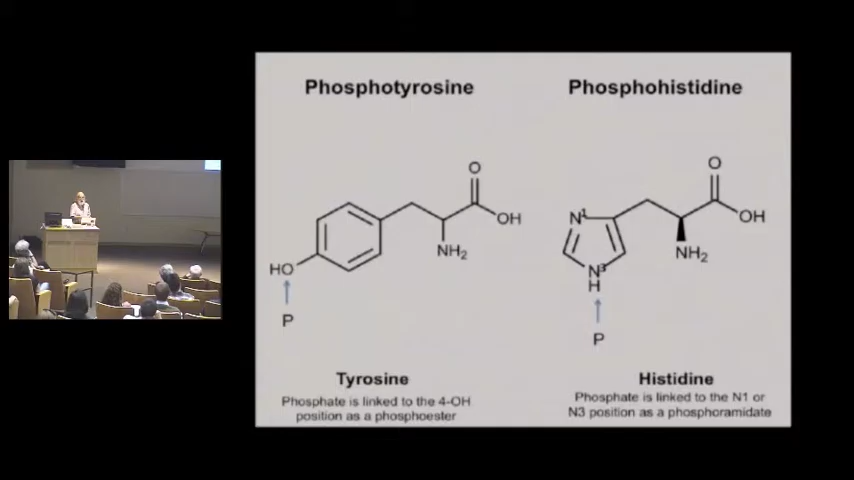 Phosphotyrosine
Phosphohistidine
O
OH
NH2
HO
P
O
N1
OH
NH2
N3
H
P
Tyrosine
Phosphate is linked to the 4-OH
position as a phosphoester
Histidine
Phosphate is linked to the N1 or
N3 position as a phosphoramidate